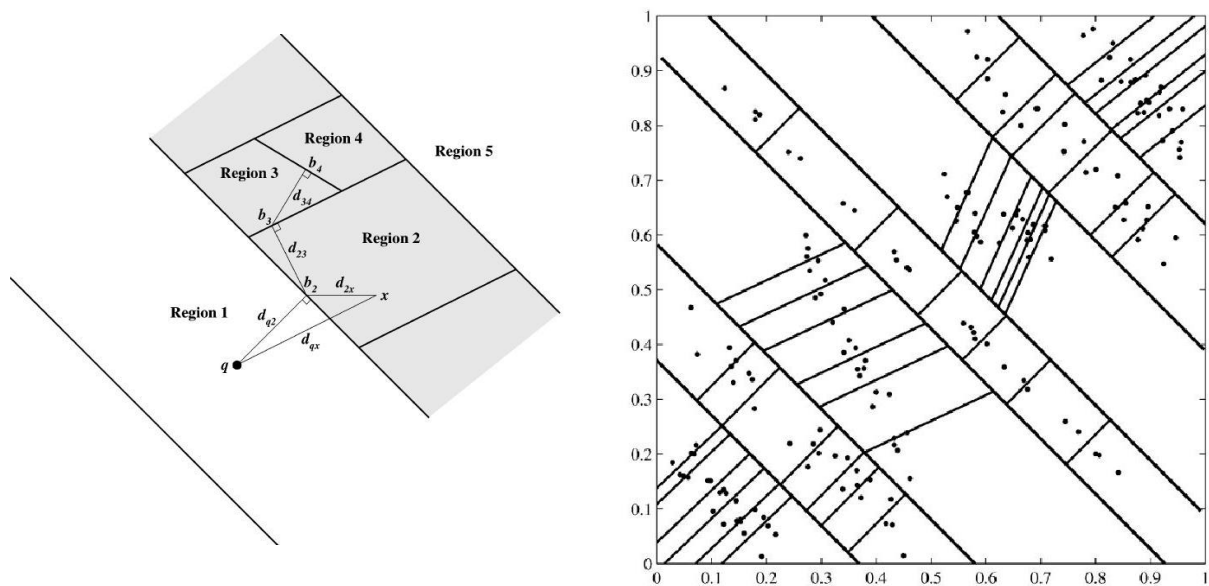 Region 4
Region 5
Region 3
b4
d34
b3
Region 2
d23
b2
d2x
x
Region 1
dq2
dqx
q
1
0.9
0.8
0.7
0.6
0.5
0.4
0.3
0.2
0.1
0
0 0.1 0.2 0.3 0.4 0.5 0.6 0.7 0.8 0.9 1